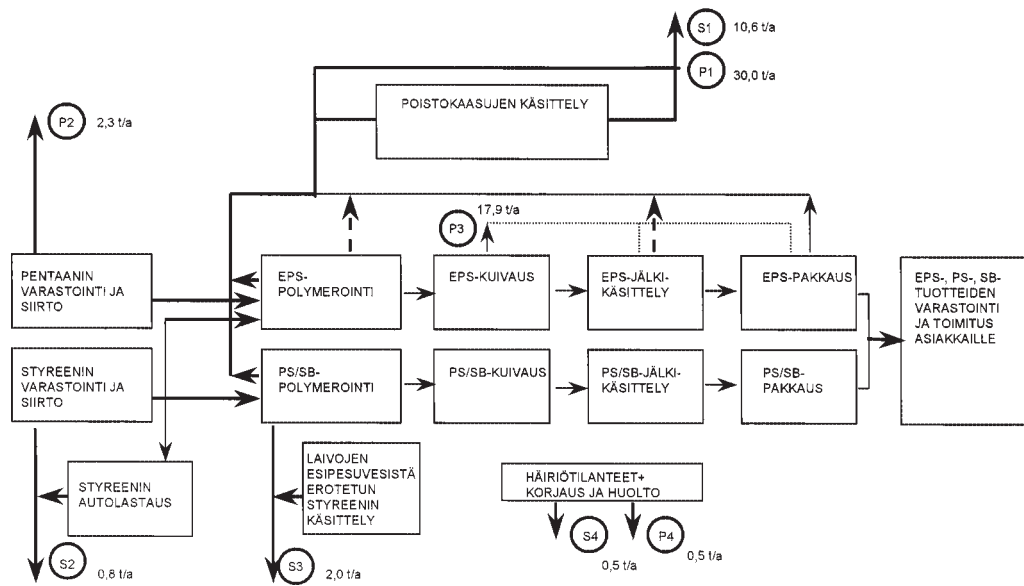 S1 10,6 t/a
P1 30,0 t/a
POISTOKAASUJEN KÄSITTELY
P2 2,3 t/a
17,9 t/a
P3
PENTAANIN
VARASTOINTI JA
SIIRTO
EPS-
POLYMEROINTI
EPS-KUIVAUS
EPS-JÄLKI-
KÄSITTELY
EPS-PAKKAUS
EPS-, PS-, SB-
TUOTTEIDEN
VARASTOINTI
JA TOIMITUS
ASIAKKAILLE
STYREENIN
VARASTOINTI JA
SIIRTO
PS/SB-
POLYMEROINTI
PS/SB-KUIVAUS
PS/SB-JÄLKI-
KÄSITTELY
PS/SB-
PAKKAUS
STYREENIN
AUTOLASTAUS
LAIVOJEN
ESIPESUVESISTÄ
EROTETUN
STYREENIN
KÄSITTELY
HÄIRIÖTILANTEET+
KORJAUS JA HUOLTO
S2 0,8 t/a
S3 2,0 t/a
S4 0,5 t/a
P4 0,5 t/a